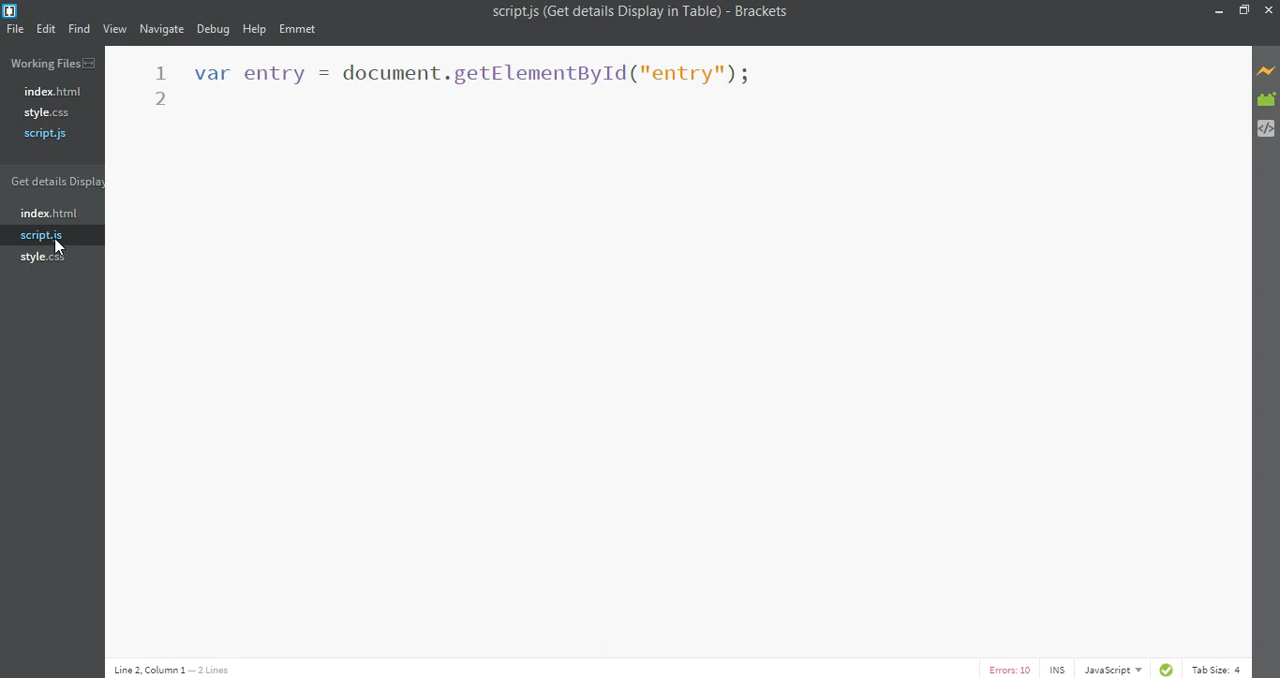 script.js (Get details Display in Table) - Brackets
File Edit Find View Navigate Debug Help Emmet
Working Files
index.html
style.css
script.js
Get details Display
index.html
script.js
style.css
1 var entry = document.getElementById("entry");
2
Line 2, Column 1 — 2 Lines
Errors: 10 INS JavaScript Tab Size: 4